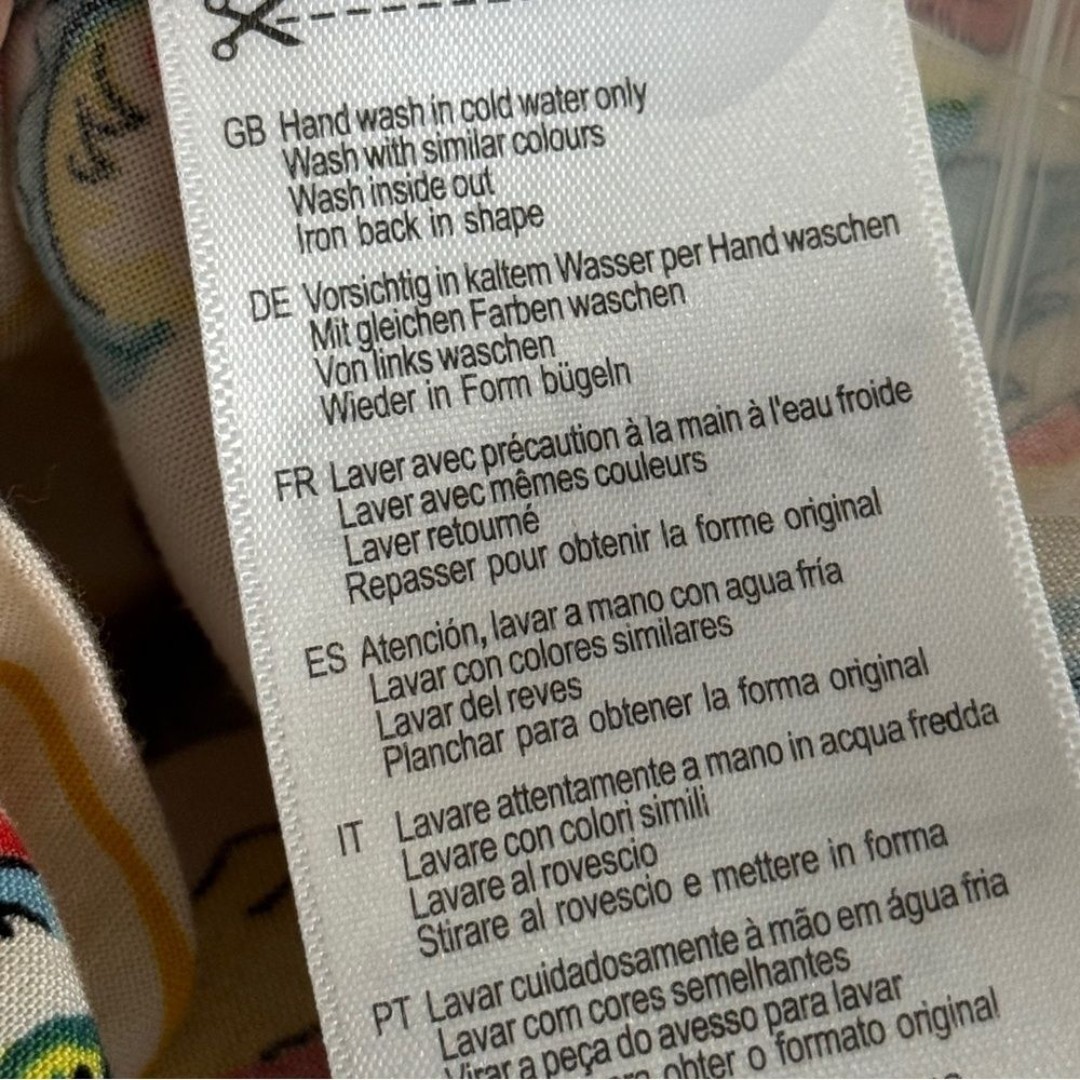 GB Hand wash in cold water only
Wash with similar colours
Wash inside out
Iron back in shape
DE Vorsichtig in kaltem Wasser per Hand waschen
Mit gleichen Farben waschen
Von links waschen
Wieder in Form bügeln
FR Laver avec précaution à la main à l'eau froide
Laver avec mêmes couleurs
Laver retourné
Repasser pour obtenir la forme original
ES Atención, lavar a mano con agua fría
Lavar con colores similares
Lavar del reves
Planchar para obtener la forma original
IT Lavare attentamente a mano in acqua fredda
Lavare con colori simili
Lavare al rovescio
Stirare al rovescio e mettere in forma
PT Lavar cuidadosamente à mão em água fria
Lavar com cores semelhantes
Virar a peça do avesso para lavar
obter o formato original